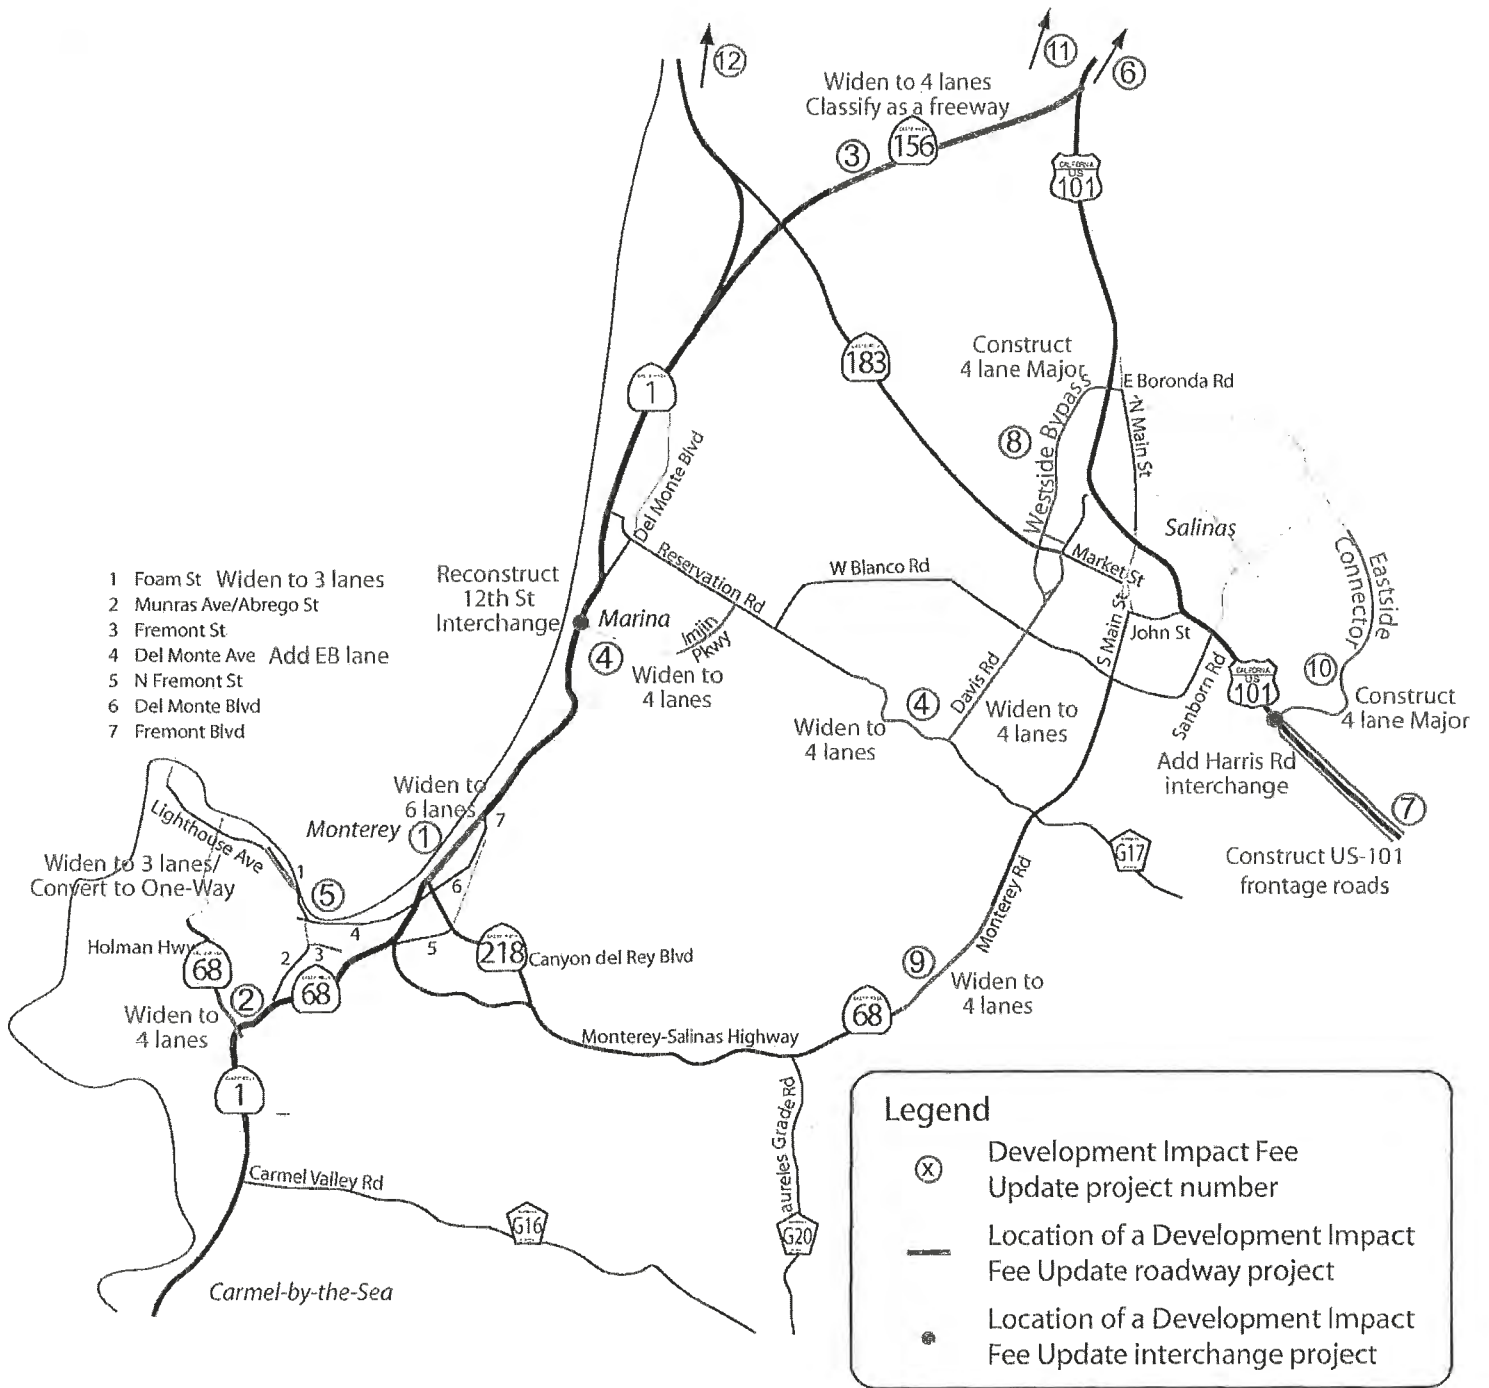 12
11
6
Widen to 4 lanes
Classify as a freeway
3
156
CALIFORNIA
US
101
183
Construct
4 lane Major
E Boronda Rd
1
N Main St
8
Westside Bypass
Del Monte Blvd
Salinas
Reservation Rd
W Blanco Rd
Market St
Eastside
Connector
1 Foam St Widen to 3 lanes
2 Munras Ave/Abrego St
3 Fremont St
4 Del Monte Ave Add EB lane
5 N Fremont St
6 Del Monte Blvd
7 Fremont Blvd
Reconstruct
12th St
Interchange
Marina
Imjin
Pkwy
4
Widen to
4 lanes
S Main St
John St
Davis Rd
Sanborn Rd
CALIFORNIA
US
101
10
Construct
4 lane Major
4
Widen to
4 lanes
Widen to
4 lanes
Add Harris Rd
interchange
7
Widen to
6 lanes
7
Monterey
1
Lighthouse Ave
G17
Construct US-101
frontage roads
Widen to 3 lanes/
Convert to One-Way
1
5
6
4
5
Monterey Rd
Holman Hwy
68
2
3
68
218
Canyon del Rey Blvd
9
Widen to
4 lanes
2
Widen to
4 lanes
68
Monterey-Salinas Highway
1
aureles Grade Rd
Carmel Valley Rd
G16
G20
Carmel-by-the-Sea
Legend
x
Development Impact Fee
Update project number
Location of a Development Impact
Fee Update roadway project
Location of a Development Impact
Fee Update interchange project